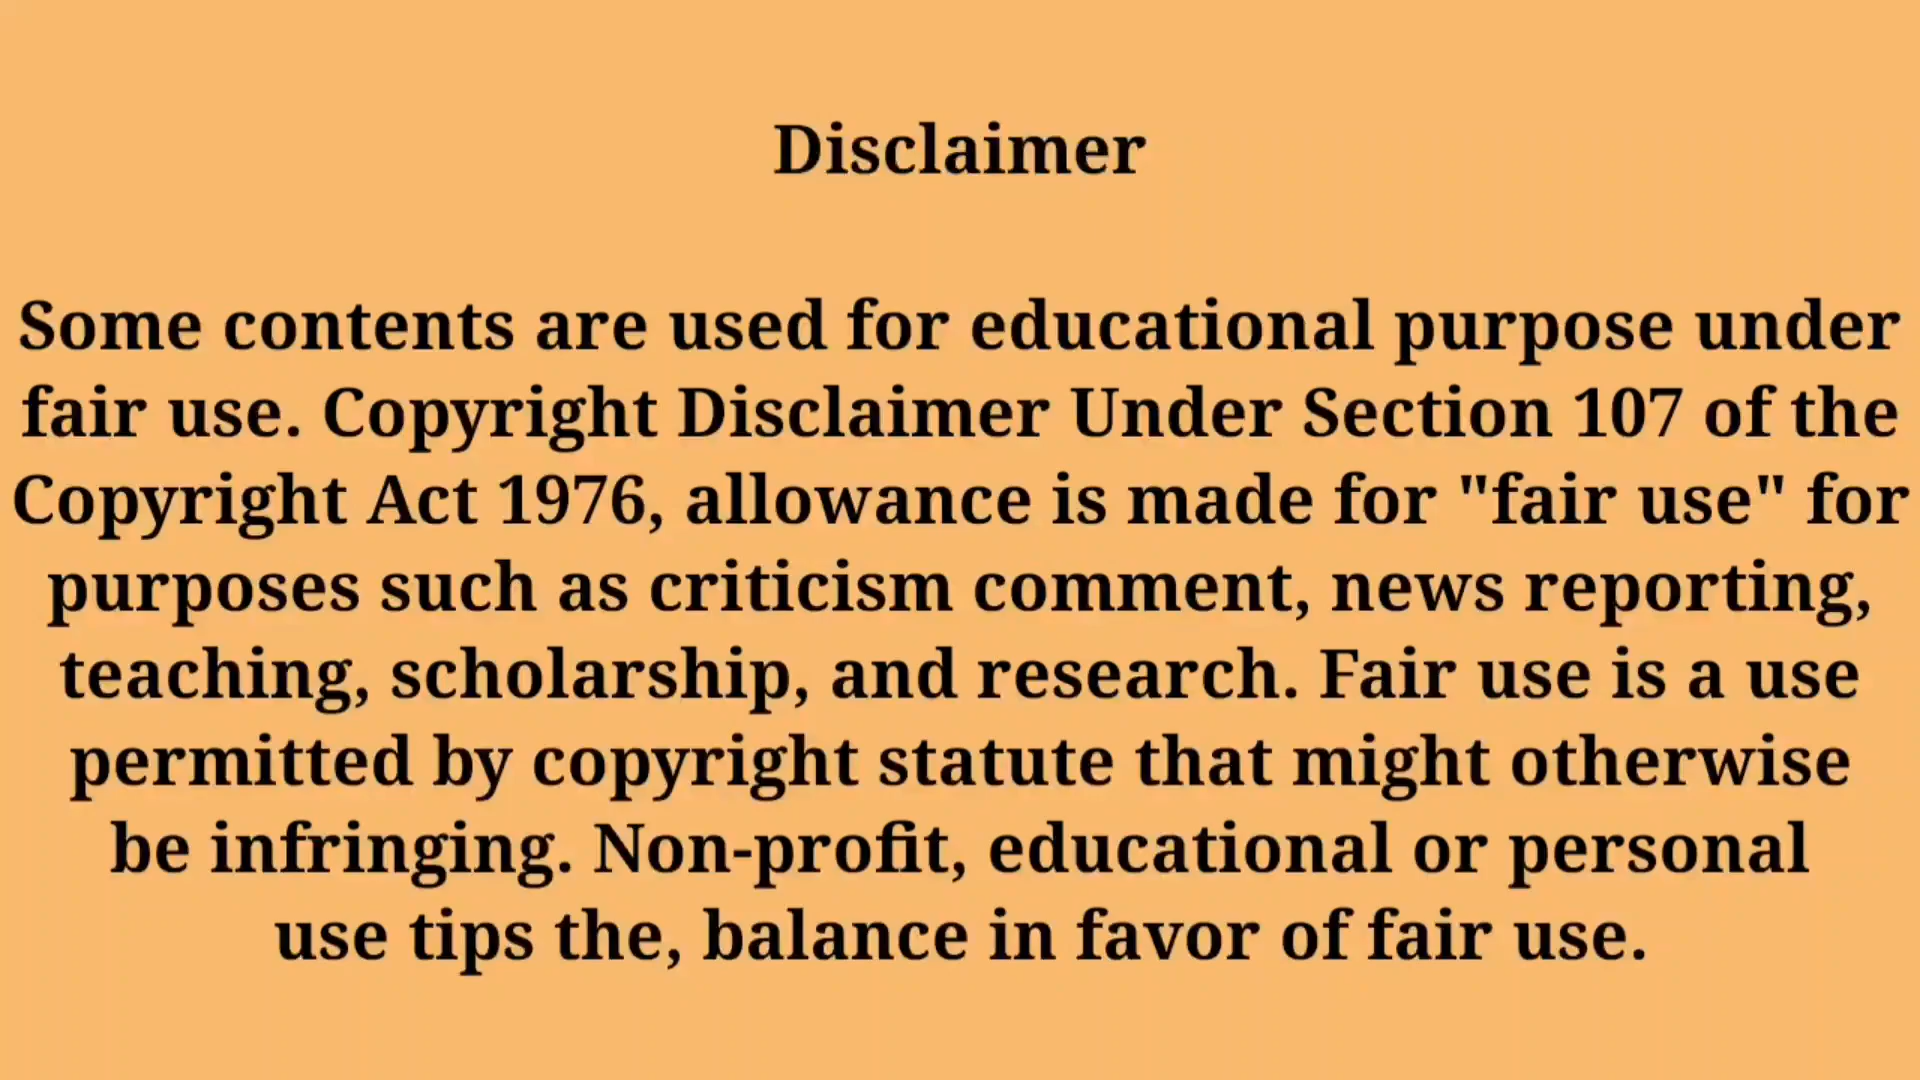 Disclaimer
Some contents are used for educational purpose under
fair use. Copyright Disclaimer Under Section 107 of the
Copyright Act 1976, allowance is made for "fair use" for
purposes such as criticism comment, news reporting,
teaching, scholarship, and research. Fair use is a use
permitted by copyright statute that might otherwise
be infringing. Non-profit, educational or personal
use tips the, balance in favor of fair use.